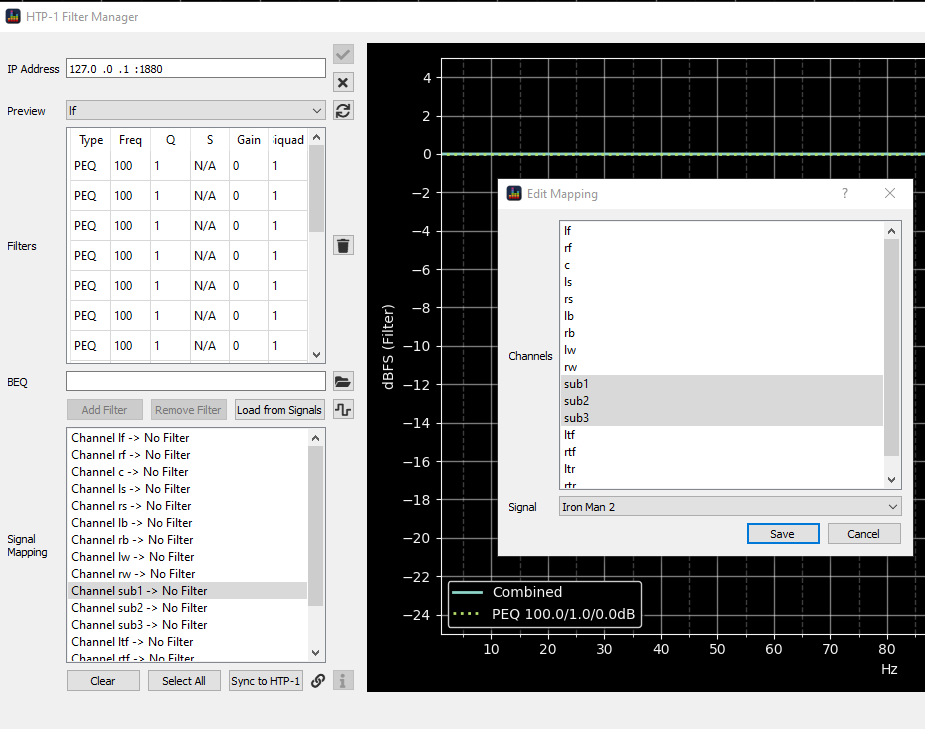 HTP-1 Filter Manager
IP Address 127.0 .0 .1 :1880
Preview lf
Type Freq Q S Gain iquad
PEQ 100 1 N/A 0 1
PEQ 100 1 N/A 0 1
PEQ 100 1 N/A 0 1
PEQ 100 1 N/A 0 1
PEQ 100 1 N/A 0 1
PEQ 100 1 N/A 0 1
PEQ 100 1 N/A 0 1
Filters
BEQ
Add Filter Remove Filter Load from Signals
Channel lf -> No Filter
Channel rf -> No Filter
Channel c -> No Filter
Channel ls -> No Filter
Channel rs -> No Filter
Channel lb -> No Filter
Channel rb -> No Filter
Channel lw -> No Filter
Channel rw -> No Filter
Channel sub1 -> No Filter
Channel sub2 -> No Filter
Channel sub3 -> No Filter
Channel ltf -> No Filter
Channel rtf -> No Filter
Signal
Mapping
Clear Select All Sync to HTP-1
4
2
0
−2
−4
−6
−8
−10
−12
−14
−16
−18
−20
−22
−24
dBFS (Filter)
Combined
PEQ 100.0/1.0/0.0dB
10 20 30 40 50 60 70 80
Hz
Edit Mapping ?
Channels
lf
rf
c
ls
rs
lb
rb
lw
rw
sub1
sub2
sub3
ltf
rtf
ltr
rtr
Signal Iron Man 2
Save Cancel